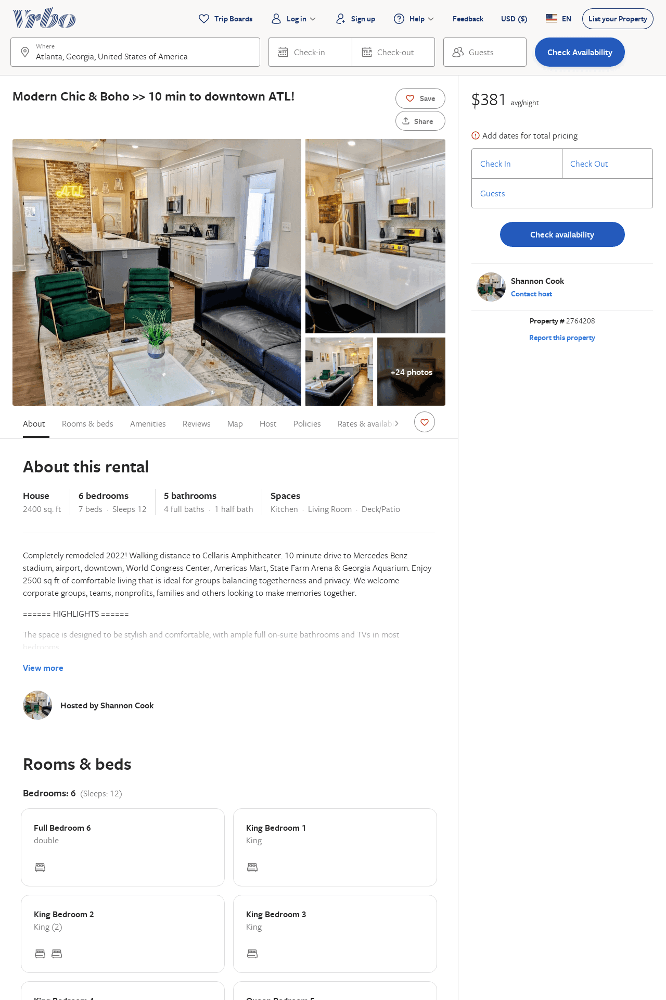 Vrbo
Trip Boards
Log in
Sign up
Help
Feedback
USD ($)
EN
List your Property
Where
Atlanta, Georgia, United States of America
Check-in
Check-out
Guests
Check Availability
Modern Chic & Boho >> 10 min to downtown ATL!
Save
Share
ATL
+24 photos
$381 avg/night
Add dates for total pricing
Check In
Check Out
Guests
Check availability
Shannon Cook
Contact host
Property # 2764208
Report this property
About
Rooms & beds
Amenities
Reviews
Map
Host
Policies
Rates & availab
About this rental
House
2400 sq. ft
6 bedrooms
7 beds · Sleeps 12
5 bathrooms
4 full baths · 1 half bath
Spaces
Kitchen · Living Room · Deck/Patio
Completely remodeled 2022! Walking distance to Cellaris Amphitheater. 10 minute drive to Mercedes Benz
stadium, airport, downtown, World Congress Center, Americas Mart, State Farm Arena & Georgia Aquarium. Enjoy
2500 sq ft of comfortable living that is ideal for groups balancing togetherness and privacy. We welcome
corporate groups, teams, nonprofits, families and others looking to make memories together.
====== HIGHLIGHTS ======
The space is designed to be stylish and comfortable, with ample full on-suite bathrooms and TVs in most
bedrooms
View more
Hosted by Shannon Cook
Rooms & beds
Bedrooms: 6 (Sleeps: 12)
Full Bedroom 6
double
King Bedroom 1
King
King Bedroom 2
King (2)
King Bedroom 3
King
King Bedroom 4
Queen Bedroom 5